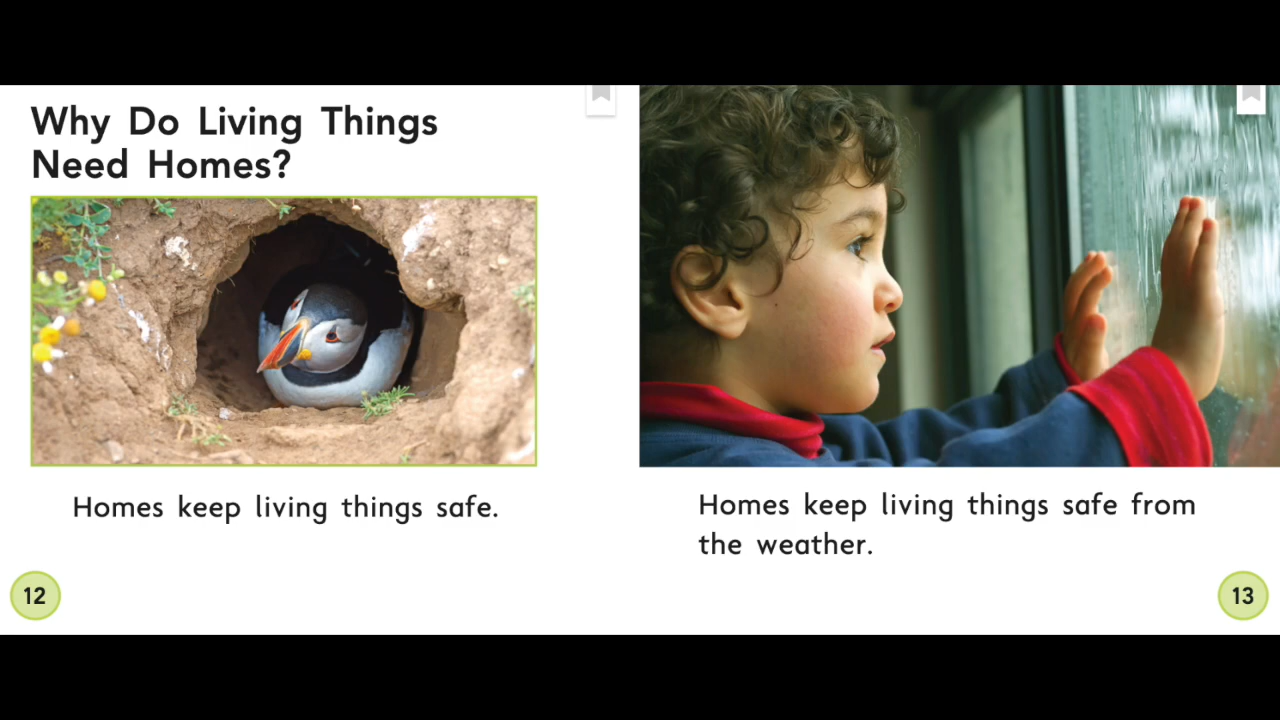 Why Do Living Things
Need Homes?
Homes keep living things safe.
12
Homes keep living things safe from
the weather.
13